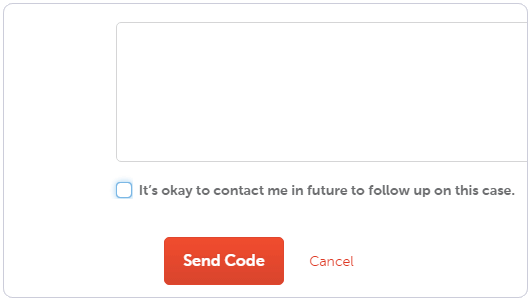 It's okay to contact me in future to follow up on this case.
Send Code Cancel